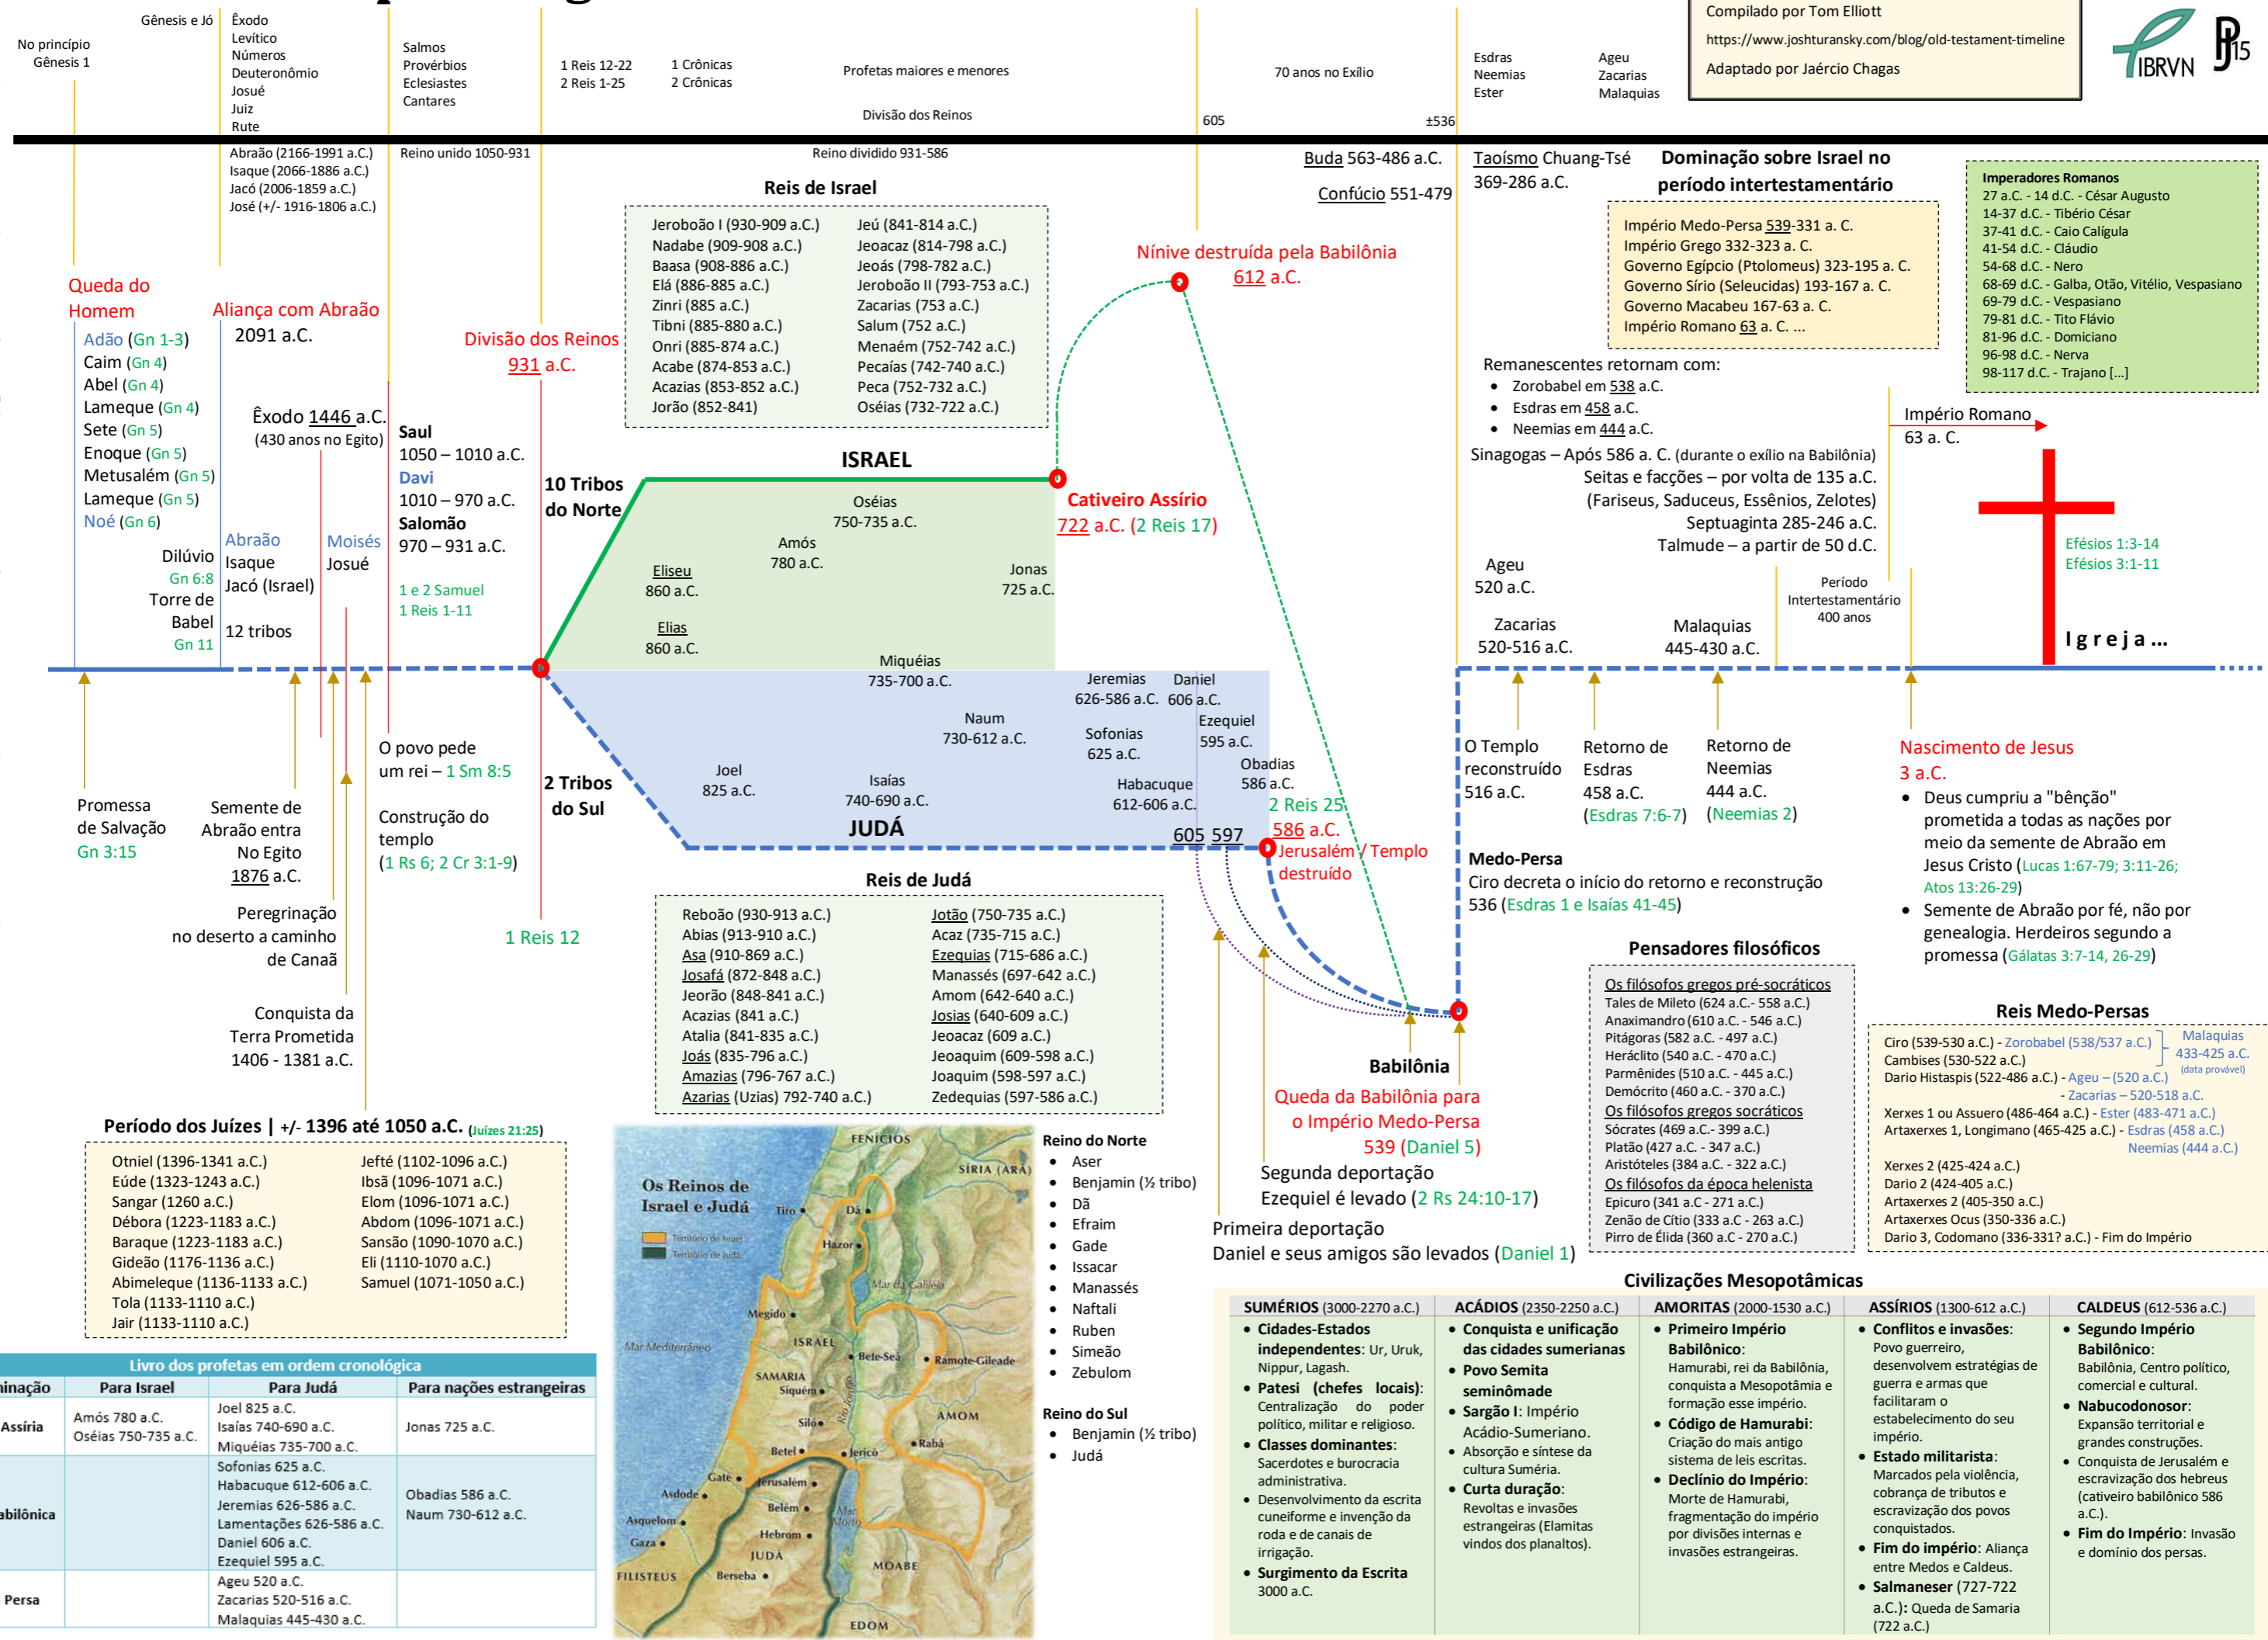 Gênesis e Jó
No princípio
Gênesis 1
Êxodo
Levítico
Números
Deuteronômio
Josué
Juiz
Rute
Salmos
Provérbios
Eclesiastes
Cantares
1 Reis 12-22
2 Reis 1-25
1 Crônicas
2 Crônicas
Profetas maiores e menores
Divisão dos Reinos
70 anos no Exílio
605
±536
Esdras
Neemias
Ester
Ageu
Zacarias
Malaquias
Compilado por Tom Elliott
https://www.joshturansky.com/blog/old-testament-timeline
Adaptado por Jaércio Chagas
IBRVN
PJ15
Abraão (2166-1991 a.C.)
Isaque (2066-1886 a.C.)
Jacó (2006-1859 a.C.)
José (+/- 1916-1806 a.C.)
Reino unido 1050-931
Reino dividido 931-586
Buda 563-486 a.C.
Confúcio 551-479
Taoísmo Chuang-Tsé
369-286 a.C.
Reis de Israel
Jeroboão I (930-909 a.C.)
Nadabe (909-908 a.C.)
Baasa (908-886 a.C.)
Elá (886-885 a.C.)
Zinri (885 a.C.)
Tibni (885-880 a.C.)
Onri (885-874 a.C.)
Acabe (874-853 a.C.)
Acazias (853-852 a.C.)
Jorão (852-841)
Jeú (841-814 a.C.)
Jeoacaz (814-798 a.C.)
Jeoás (798-782 a.C.)
Jeroboão II (793-753 a.C.)
Zacarias (753 a.C.)
Salum (752 a.C.)
Menaém (752-742 a.C.)
Pecaías (742-740 a.C.)
Peca (752-732 a.C.)
Oséias (732-722 a.C.)
Dominação sobre Israel no
período intertestamentário
Império Medo-Persa 539-331 a. C.
Império Grego 332-323 a. C.
Governo Egípcio (Ptolomeus) 323-195 a. C.
Governo Sírio (Seleucidas) 193-167 a. C.
Governo Macabeu 167-63 a. C.
Império Romano 63 a. C. ...
Imperadores Romanos
27 a.C. - 14 d.C. - César Augusto
14-37 d.C. - Tibério César
37-41 d.C. - Caio Calígula
41-54 d.C. - Cláudio
54-68 d.C. - Nero
68-69 d.C. - Galba, Otão, Vitélio, Vespasiano
69-79 d.C. - Vespasiano
79-81 d.C. - Tito Flávio
81-96 d.C. - Domiciano
96-98 d.C. - Nerva
98-117 d.C. - Trajano [...]
Queda do
Homem
Adão (Gn 1-3)
Caim (Gn 4)
Abel (Gn 4)
Lameque (Gn 4)
Sete (Gn 5)
Enoque (Gn 5)
Metusalém (Gn 5)
Lameque (Gn 5)
Noé (Gn 6)
Dilúvio
Gn 6:8
Torre de
Babel
Gn 11
Aliança com Abraão
2091 a.C.
Êxodo 1446 a.C.
(430 anos no Egito)
Abraão
Isaque
Jacó (Israel)
12 tribos
Moisés
Josué
Divisão dos Reinos
931 a.C.
Saul
1050 – 1010 a.C.
Davi
1010 – 970 a.C.
Salomão
970 – 931 a.C.
1 e 2 Samuel
1 Reis 1-11
Nínive destruída pela Babilônia
612 a.C.
ISRAEL
10 Tribos
do Norte
Oséias
750-735 a.C.
Amós
780 a.C.
Eliseu
860 a.C.
Jonas
725 a.C.
Elias
860 a.C.
Cativeiro Assírio
722 a.C. (2 Reis 17)
Remanescentes retornam com:
• Zorobabel em 538 a.C.
• Esdras em 458 a.C.
• Neemias em 444 a.C.
Sinagogas – Após 586 a. C. (durante o exílio na Babilônia)
Seitas e facções – por volta de 135 a.C.
(Fariseus, Saduceus, Essênios, Zelotes)
Septuaginta 285-246 a.C.
Talmude – a partir de 50 d.C.
Império Romano
63 a. C.
Ageu
520 a.C.
Zacarias
520-516 a.C.
Malaquias
445-430 a.C.
Período
Intertestamentário
400 anos
Efésios 1:3-14
Efésios 3:1-11
Igreja...
Miquéias
735-700 a.C.
Jeremias
626-586 a.C.
Daniel
606 a.C.
Naum
730-612 a.C.
Sofonias
625 a.C.
Ezequiel
595 a.C.
Joel
825 a.C.
Isaías
740-690 a.C.
Habacuque
612-606 a.C.
Obadias
586 a.C.
2 Tribos
do Sul
JUDÁ
605 597
2 Reis 25
586 a.C.
Jerusalém / Templo
destruído
Promessa
de Salvação
Gn 3:15
Semente de
Abraão entra
No Egito
1876 a.C.
Peregrinação
no deserto a caminho
de Canaã
Conquista da
Terra Prometida
1406 - 1381 a.C.
O povo pede
um rei – 1 Sm 8:5
Construção do
templo
(1 Rs 6; 2 Cr 3:1-9)
1 Reis 12
O Templo
reconstruído
516 a.C.
Retorno de
Esdras
458 a.C.
(Esdras 7:6-7)
Retorno de
Neemias
444 a.C.
(Neemias 2)
Medo-Persa
Ciro decreta o início do retorno e reconstrução
536 (Esdras 1 e Isaías 41-45)
Nascimento de Jesus
3 a.C.
• Deus cumpriu a "bênção"
prometida a todas as nações por
meio da semente de Abraão em
Jesus Cristo (Lucas 1:67-79; 3:11-26;
Atos 13:26-29)
• Semente de Abraão por fé, não por
genealogia. Herdeiros segundo a
promessa (Gálatas 3:7-14, 26-29)
Reis de Judá
Reboão (930-913 a.C.)
Abias (913-910 a.C.)
Asa (910-869 a.C.)
Josafá (872-848 a.C.)
Jeorão (848-841 a.C.)
Acazias (841 a.C.)
Atalia (841-835 a.C.)
Joás (835-796 a.C.)
Amazias (796-767 a.C.)
Azarias (Uzias) 792-740 a.C.)
Jotão (750-735 a.C.)
Acaz (735-715 a.C.)
Ezequias (715-686 a.C.)
Manassés (697-642 a.C.)
Amom (642-640 a.C.)
Josias (640-609 a.C.)
Jeoacaz (609 a.C.)
Jeoaquim (609-598 a.C.)
Joaquim (598-597 a.C.)
Zedequias (597-586 a.C.)
Babilônia
Queda da Babilônia para
o Império Medo-Persa
539 (Daniel 5)
Segunda deportação
Ezequiel é levado (2 Rs 24:10-17)
Primeira deportação
Daniel e seus amigos são levados (Daniel 1)
Pensadores filosóficos
Os filósofos gregos pré-socráticos
Tales de Mileto (624 a.C.- 558 a.C.)
Anaximandro (610 a.C. - 546 a.C.)
Pitágoras (582 a.C. - 497 a.C.)
Heráclito (540 a.C. - 470 a.C.)
Parmênides (510 a.C. - 445 a.C.)
Demócrito (460 a.C. - 370 a.C.)
Os filósofos gregos socráticos
Sócrates (469 a.C.- 399 a.C.)
Platão (427 a.C. - 347 a.C.)
Aristóteles (384 a.C. - 322 a.C.)
Os filósofos da época helenista
Epicuro (341 a.C - 271 a.C.)
Zenão de Cítio (333 a.C - 263 a.C.)
Pirro de Élida (360 a.C - 270 a.C.)
Reis Medo-Persas
Ciro (539-530 a.C.) - Zorobabel (538/537 a.C.)
Cambises (530-522 a.C.)
Malaquias
433-425 a.C.
(data provável)
Dario Histaspis (522-486 a.C.) - Ageu – (520 a.C.)
- Zacarias – 520-518 a.C.
Xerxes 1 ou Assuero (486-464 a.C.) - Ester (483-471 a.C.)
Artaxerxes 1, Longimano (465-425 a.C.) - Esdras (458 a.C.)
Neemias (444 a.C.)
Xerxes 2 (425-424 a.C.)
Dario 2 (424-405 a.C.)
Artaxerxes 2 (405-350 a.C.)
Artaxerxes Ocus (350-336 a.C.)
Dario 3, Codomano (336-331? a.C.) - Fim do Império
Período dos Juízes | +/- 1396 até 1050 a.C. (Juízes 21:25)
Otniel (1396-1341 a.C.)
Eúde (1323-1243 a.C.)
Sangar (1260 a.C.)
Débora (1223-1183 a.C.)
Baraque (1223-1183 a.C.)
Gideão (1176-1136 a.C.)
Abimeleque (1136-1133 a.C.)
Tola (1133-1110 a.C.)
Jair (1133-1110 a.C.)
Jefté (1102-1096 a.C.)
Ibsã (1096-1071 a.C.)
Elom (1096-1071 a.C.)
Abdom (1096-1071 a.C.)
Sansão (1090-1070 a.C.)
Eli (1110-1070 a.C.)
Samuel (1071-1050 a.C.)
Livro dos profetas em ordem cronológica
inação
Para Israel
Para Judá
Para nações estrangeiras
Assíria
Amós 780 a.C.
Oséias 750-735 a.C.
Joel 825 a.C.
Isaías 740-690 a.C.
Miquéias 735-700 a.C.
Jonas 725 a.C.
abilônica
Sofonias 625 a.C.
Habacuque 612-606 a.C.
Jeremias 626-586 a.C.
Lamentações 626-586 a.C.
Daniel 606 a.C.
Ezequiel 595 a.C.
Obadias 586 a.C.
Naum 730-612 a.C.
Persa
Ageu 520 a.C.
Zacarias 520-516 a.C.
Malaquias 445-430 a.C.
Os Reinos de
Israel e Judá
Território de Israel
Território de Judá
FENÍCIOS
SÍRIA (ARÃ)
Tiro
Dã
Hazor
Mar da Galiléia
Megido
Mar Mediterrâneo
ISRAEL
Bete-Seã
Ramote-Gileade
SAMARIA
Siquém
Rio Jordão
Siló
AMOM
Betel
Jericó
Rabá
Gate
Jerusalém
Asdode
Belém
Mar
Morto
Asquelom
Hebrom
Gaza
JUDÁ
MOABE
FILISTEUS
Berseba
EDOM
Reino do Norte
• Aser
• Benjamin (½ tribo)
• Dã
• Efraim
• Gade
• Issacar
• Manassés
• Naftali
• Ruben
• Simeão
• Zebulom
Reino do Sul
• Benjamin (½ tribo)
• Judá
Civilizações Mesopotâmicas
SUMÉRIOS (3000-2270 a.C.)
• Cidades-Estados
independentes: Ur, Uruk,
Nippur, Lagash.
• Patesi (chefes locais):
Centralização do poder
político, militar e religioso.
• Classes dominantes:
Sacerdotes e burocracia
administrativa.
• Desenvolvimento da escrita
cuneiforme e invenção da
roda e de canais de
irrigação.
• Surgimento da Escrita
3000 a.C.
ACÁDIOS (2350-2250 a.C.)
• Conquista e unificação
das cidades sumerianas
• Povo Semita
seminômade
• Sargão I: Império
Acádio-Sumeriano.
• Absorção e síntese da
cultura Suméria.
• Curta duração:
Revoltas e invasões
estrangeiras (Elamitas
vindos dos planaltos).
AMORITAS (2000-1530 a.C.)
• Primeiro Império
Babilônico:
Hamurabi, rei da Babilônia,
conquista a Mesopotâmia e
formação esse império.
• Código de Hamurabi:
Criação do mais antigo
sistema de leis escritas.
• Declínio do Império:
Morte de Hamurabi,
fragmentação do império
por divisões internas e
invasões estrangeiras.
ASSÍRIOS (1300-612 a.C.)
• Conflitos e invasões:
Povo guerreiro,
desenvolvem estratégias de
guerra e armas que
facilitaram o
estabelecimento do seu
império.
• Estado militarista:
Marcados pela violência,
cobrança de tributos e
escravização dos povos
conquistados.
• Fim do império: Aliança
entre Medos e Caldeus.
• Salmaneser (727-722
a.C.): Queda de Samaria
(722 a.C.)
CALDEUS (612-536 a.C.)
• Segundo Império
Babilônico:
Babilônia, Centro político,
comercial e cultural.
• Nabucodonosor:
Expansão territorial e
grandes construções.
• Conquista de Jerusalém e
escravização dos hebreus
(cativeiro babilônico 586
a.C.).
• Fim do Império: Invasão
e domínio dos persas.